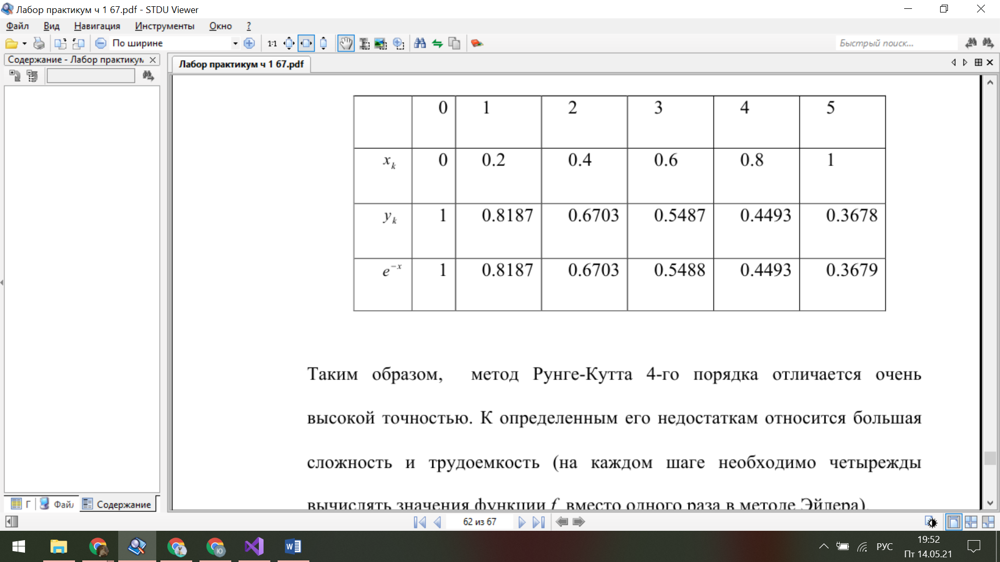 Лабор практикум ч 1 67.pdf - STDU Viewer
Файл Вид Навигация Инструменты Окно ?
По ширине 1:1 Быстрый поиск...
Содержание - Лабор практикум
Лабор практикум ч 1 67.pdf
0 1 2 3 4 5
x_k 0 0.2 0.4 0.6 0.8 1
y_k 1 0.8187 0.6703 0.5487 0.4493 0.3678
e^{-x} 1 0.8187 0.6703 0.5488 0.4493 0.3679
Таким образом, метод Рунге-Кутта 4-го порядка отличается очень
высокой точностью. К определенным его недостаткам относится большая
сложность и трудоемкость (на каждом шаге необходимо четырежды
вычислять значения функции f вместо одного раза в методе Эйлера).
Г Файл Содержание
62 из 67
19:52
РУС
Пт 14.05.21